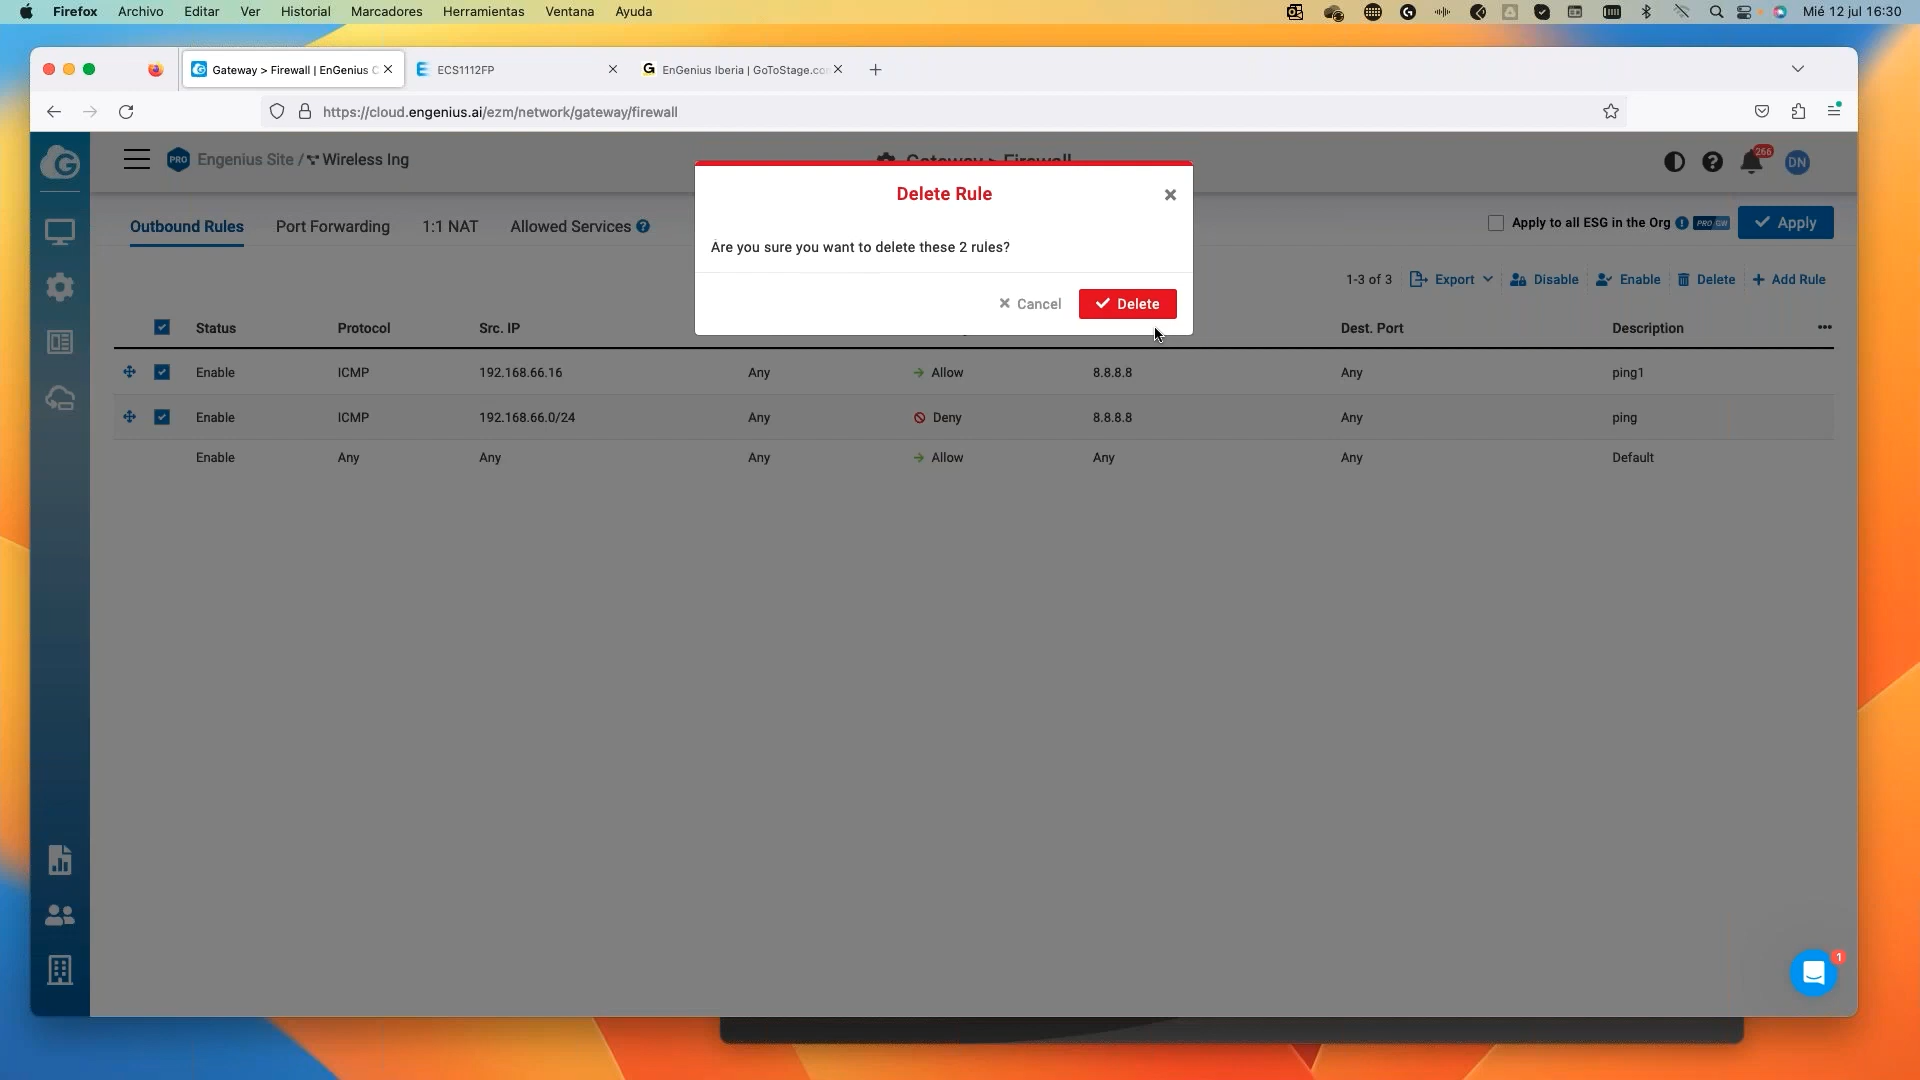 Firefox Archivo Editar Ver Historial Marcadores Herramientas Ventana Ayuda Mié 12 jul 16:30
Gateway > Firewall | EnGenius C ECS1112FP EnGenius Iberia | GoToStage.com
https://cloud.engenius.ai/ezm/network/gateway/firewall
PRO Engenius Site / Wireless Ing Gateway > Firewall 266 DN
Delete Rule
Outbound Rules Port Forwarding 1:1 NAT Allowed Services Apply to all ESG in the Org PRO GW Apply
Are you sure you want to delete these 2 rules?
1-3 of 3 Export Disable Enable Delete + Add Rule
Cancel Delete
Status Protocol Src. IP Dest. Port Description
Enable ICMP 192.168.66.16 Any Allow 8.8.8.8 Any ping1
Enable ICMP 192.168.66.0/24 Any Deny 8.8.8.8 Any ping
Enable Any Any Any Allow Any Any Default
1